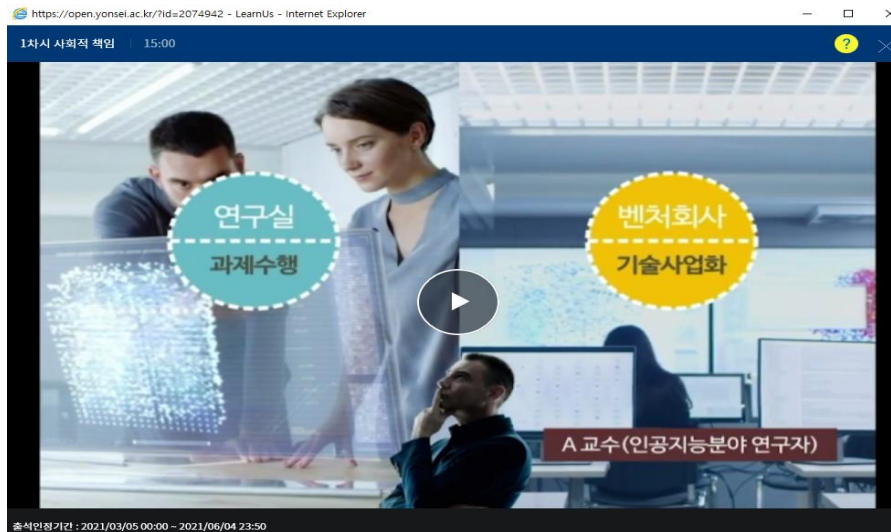 https://open.yonsei.ac.kr/?id=2074942 - LearnUs - Internet Explorer
1차시 사회적 책임 | 15:00
?
연구실
과제수행
벤처회사
기술사업화
A 교수(인공지능분야 연구자)
출석인정기간 : 2021/03/05 00:00 ~ 2021/06/04 23:50